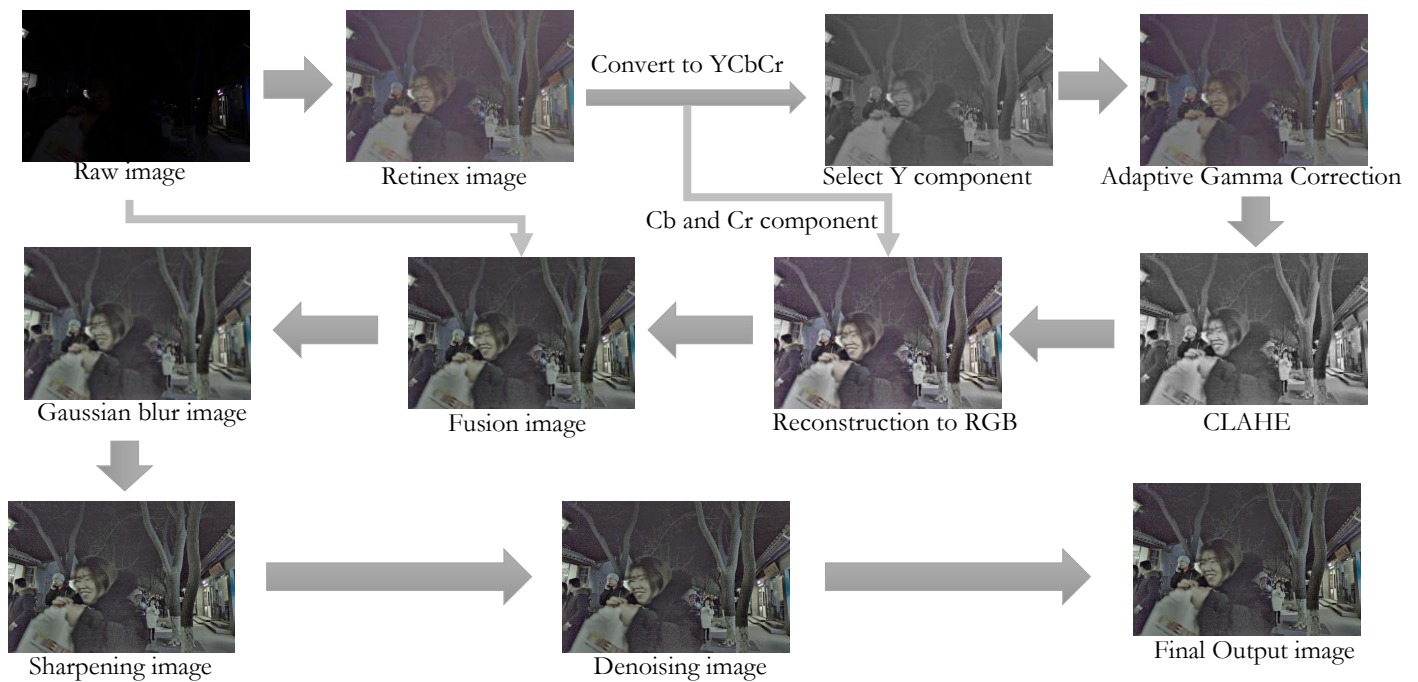 Convert to YCbCr
Raw image
Retinex image
Select Y component
Adaptive Gamma Correction
Cb and Cr component
Gaussian blur image
Fusion image
Reconstruction to RGB
CLAHE
Sharpening image
Denoising image
Final Output image